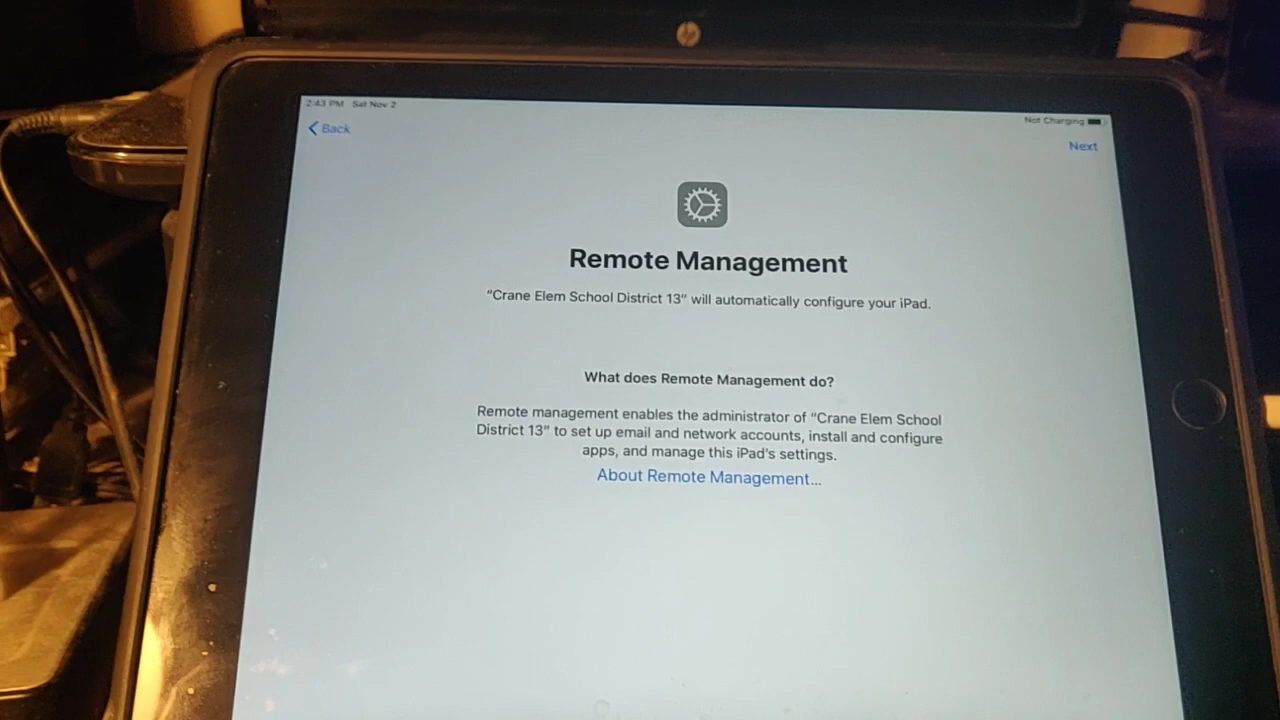 hp
2:43 PM Sat Nov 2
Not Charging
Back
Next
Remote Management
“Crane Elem School District 13” will automatically configure your iPad.
What does Remote Management do?
Remote management enables the administrator of “Crane Elem School
District 13” to set up email and network accounts, install and configure
apps, and manage this iPad’s settings.
About Remote Management...